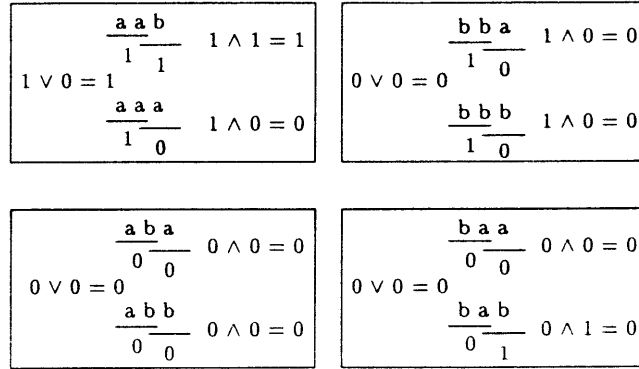 a a b
1 1 1 ∧ 1 = 1
1 ∨ 0 = 1
a a a
1 0 1 ∧ 0 = 0
b b a
1 0 1 ∧ 0 = 0
0 ∨ 0 = 0
b b b
1 0 1 ∧ 0 = 0
a b a
0 0 0 ∧ 0 = 0
0 ∨ 0 = 0
a b b
0 0 0 ∧ 0 = 0
b a a
0 0 0 ∧ 0 = 0
0 ∨ 0 = 0
b a b
0 1 0 ∧ 1 = 0